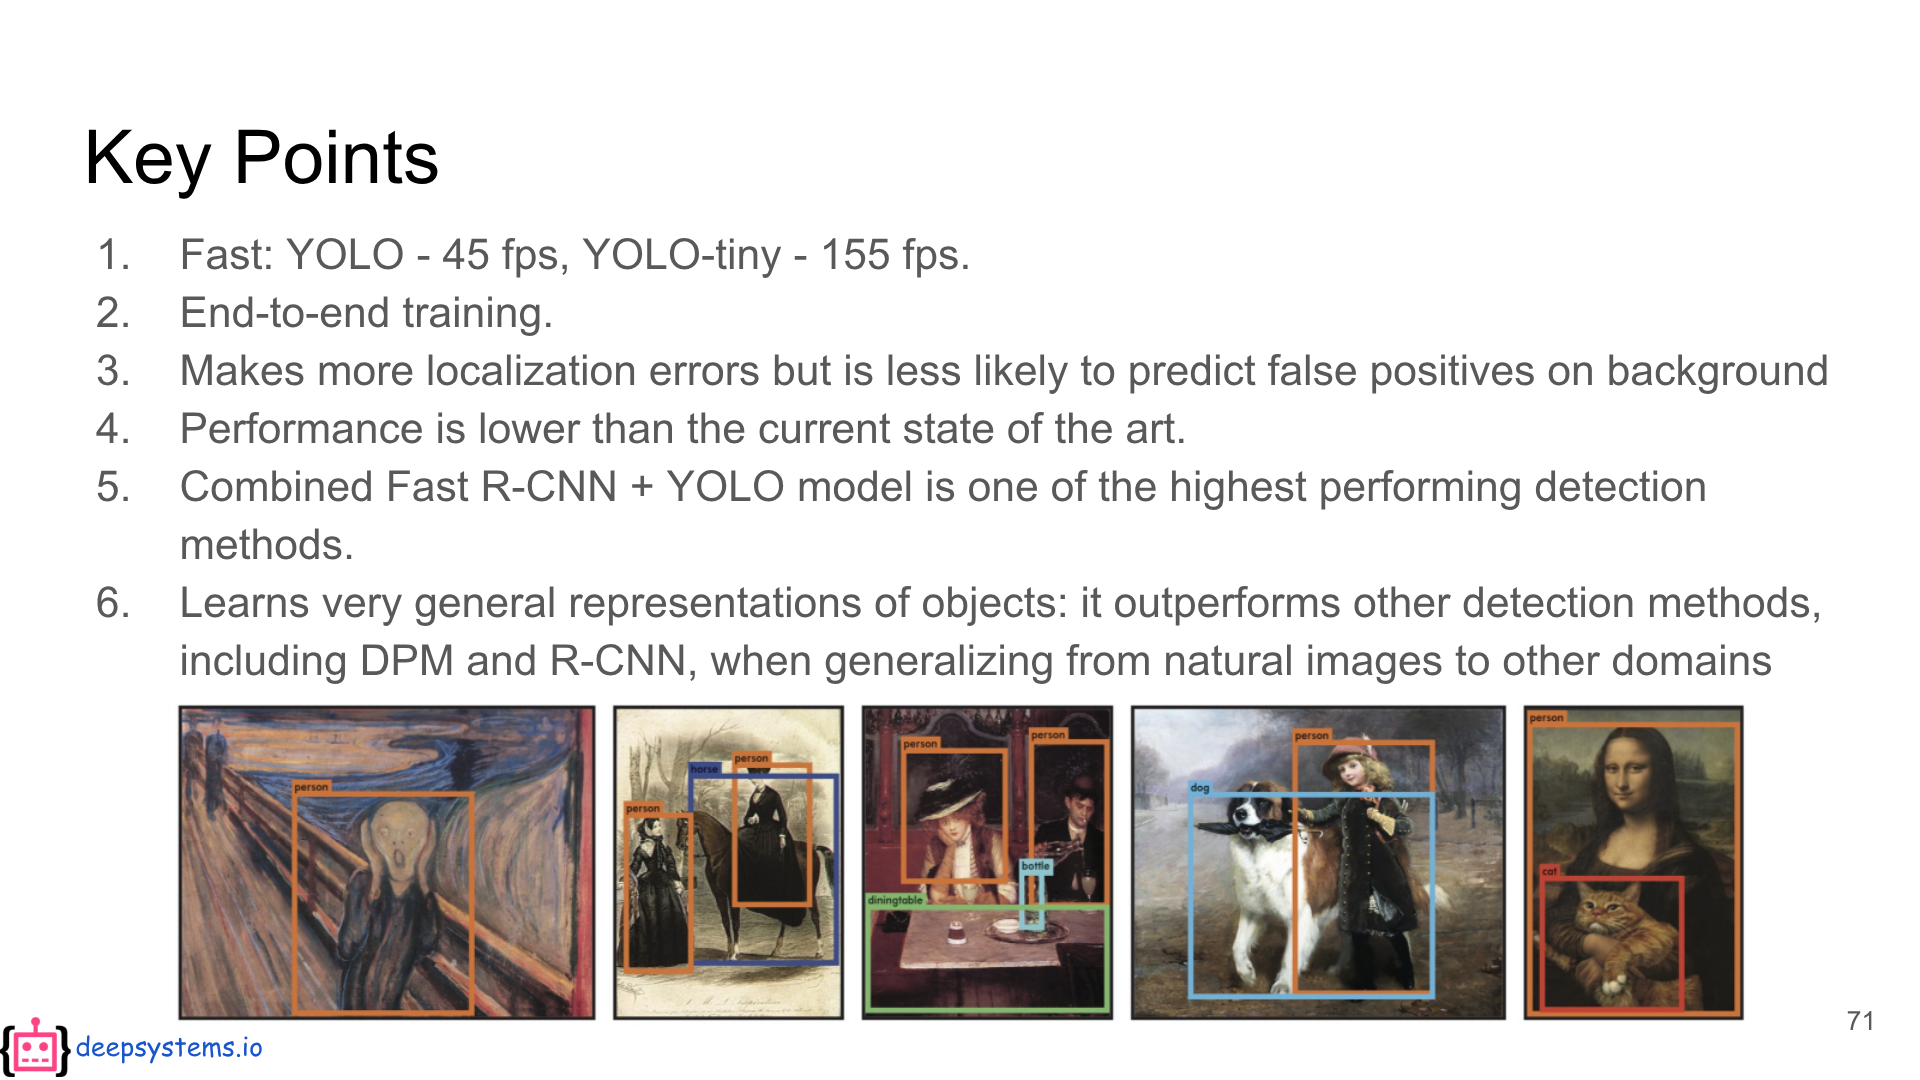 Key Points
1. Fast: YOLO - 45 fps, YOLO-tiny - 155 fps.
2. End-to-end training.
3. Makes more localization errors but is less likely to predict false positives on background
4. Performance is lower than the current state of the art.
5. Combined Fast R-CNN + YOLO model is one of the highest performing detection
methods.
6. Learns very general representations of objects: it outperforms other detection methods,
including DPM and R-CNN, when generalizing from natural images to other domains
person
person
horse
person
person
person
bottle
diningtable
person
dog
person
cat
71
{ } deepsystems.io